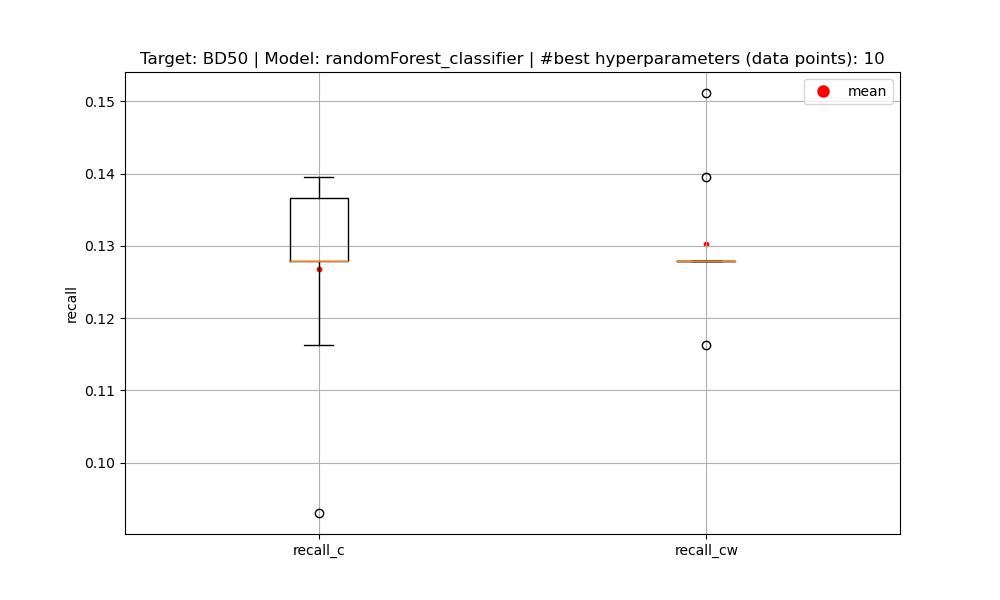 Target: BD50 | Model: randomForest_classifier | #best hyperparameters (data points): 10
mean
recall
0.15
0.14
0.13
0.12
0.11
0.10
recall_c
recall_cw